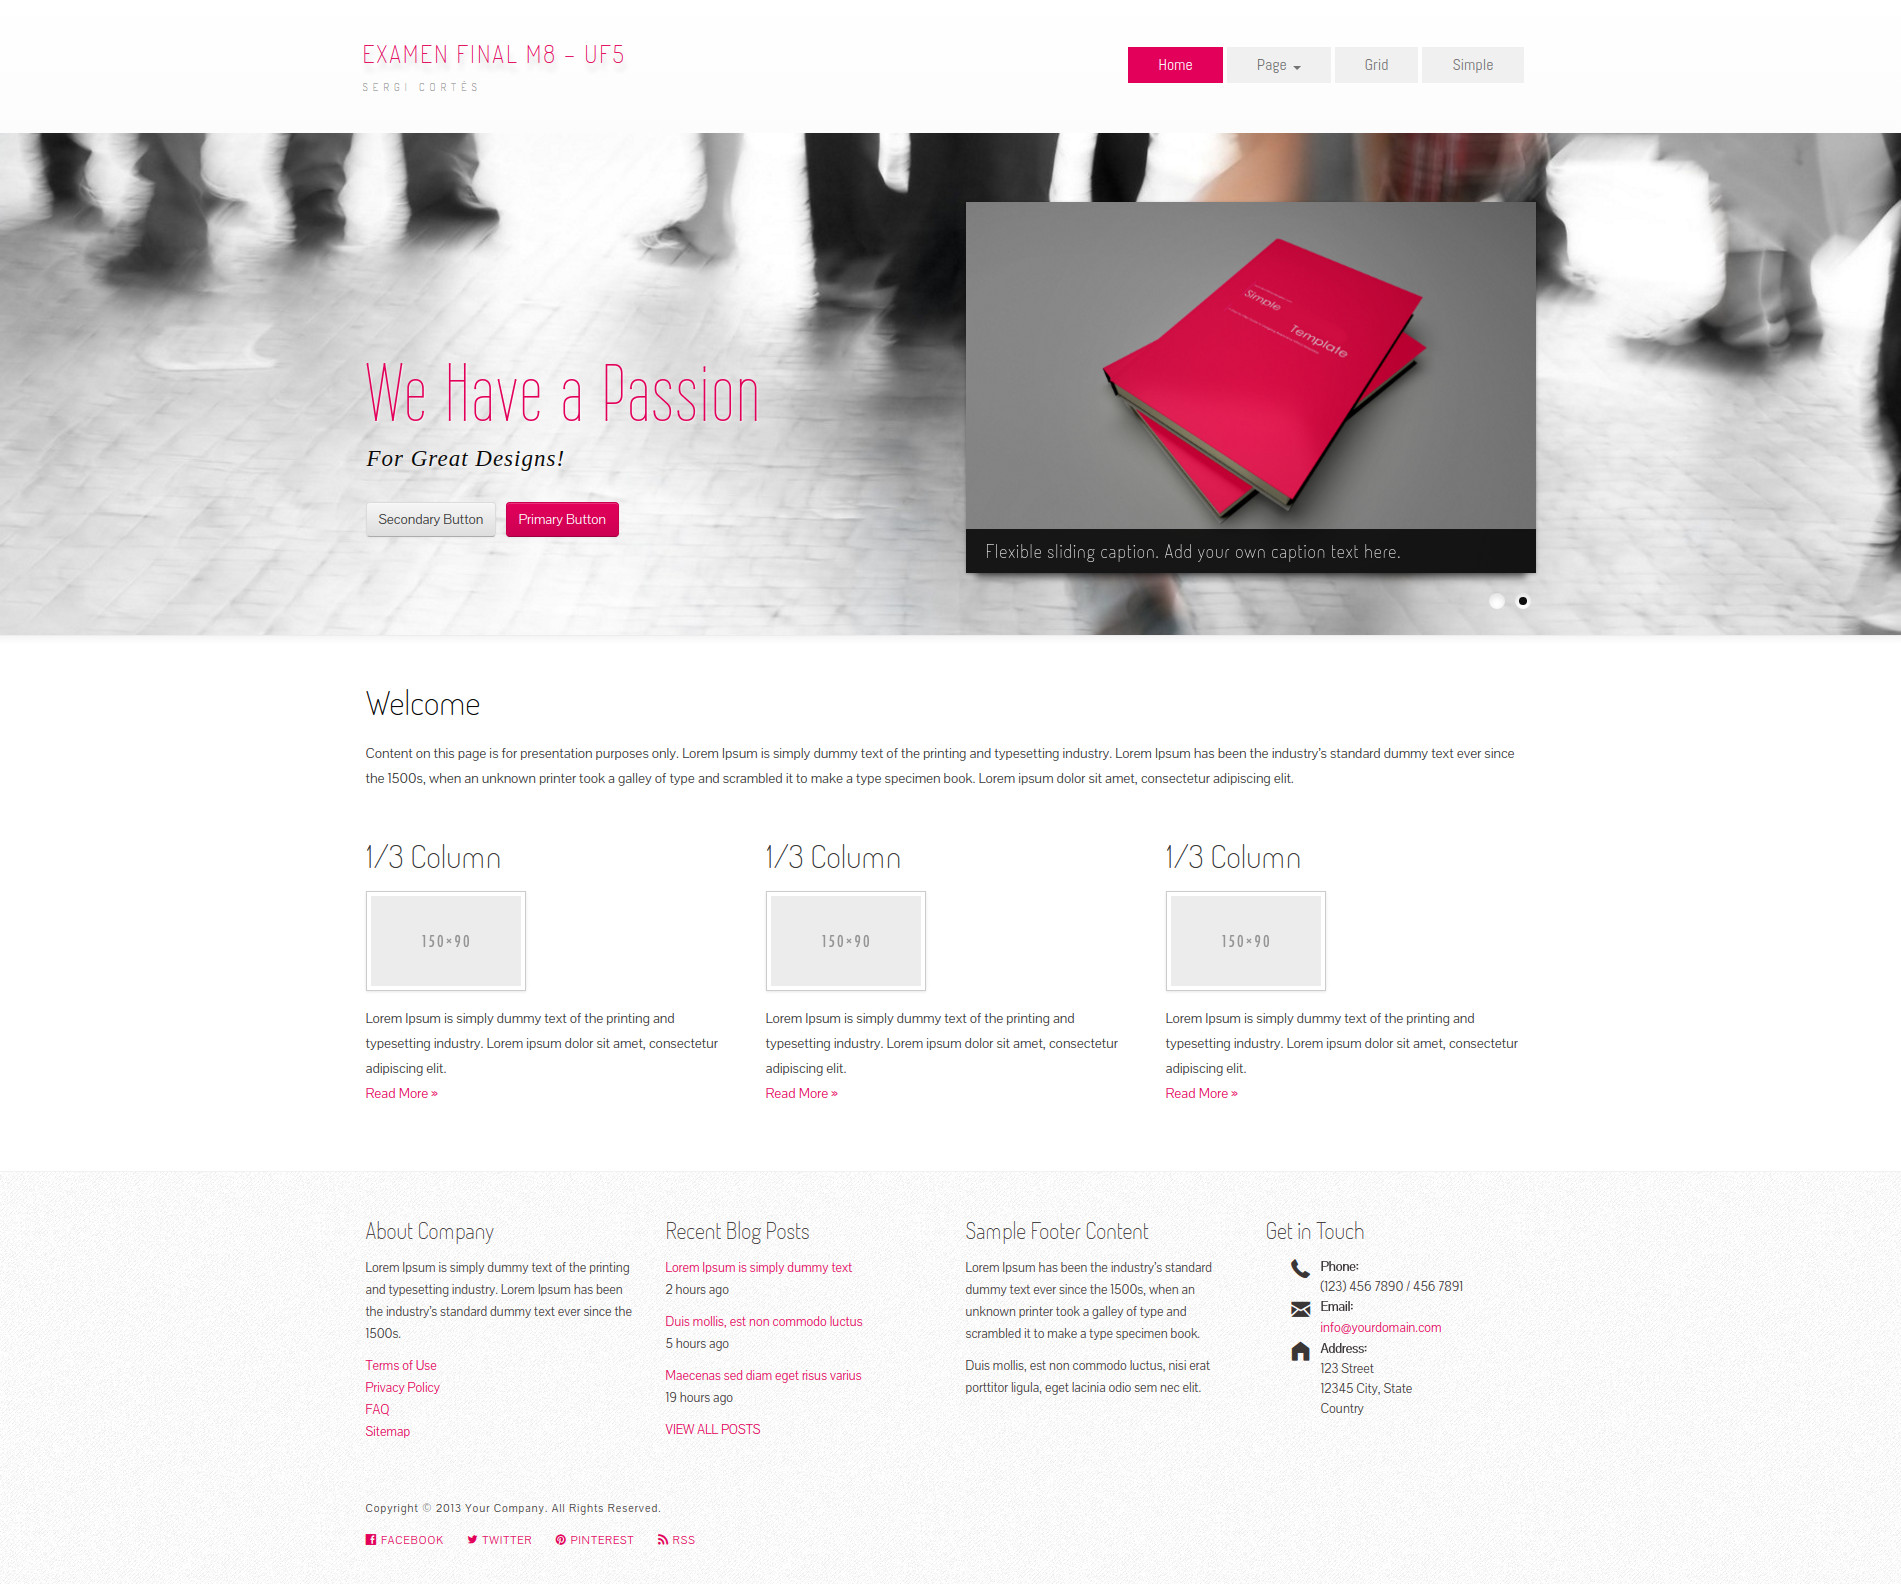 EXAMEN FINAL M8 – UF5
SERGI CORTÉS
Home
Page
Grid
Simple
Simple
Template
We Have a Passion
For Great Designs!
Secondary Button
Primary Button
Flexible sliding caption. Add your own caption text here.
Welcome
Content on this page is for presentation purposes only. Lorem Ipsum is simply dummy text of the printing and typesetting industry. Lorem Ipsum has been the industry's standard dummy text ever since
the 1500s, when an unknown printer took a galley of type and scrambled it to make a type specimen book. Lorem ipsum dolor sit amet, consectetur adipiscing elit.
1/3 Column
150×90
Lorem Ipsum is simply dummy text of the printing and
typesetting industry. Lorem ipsum dolor sit amet, consectetur
adipiscing elit.
Read More »
1/3 Column
150×90
Lorem Ipsum is simply dummy text of the printing and
typesetting industry. Lorem ipsum dolor sit amet, consectetur
adipiscing elit.
Read More »
1/3 Column
150×90
Lorem Ipsum is simply dummy text of the printing and
typesetting industry. Lorem ipsum dolor sit amet, consectetur
adipiscing elit.
Read More »
About Company
Lorem Ipsum is simply dummy text of the printing
and typesetting industry. Lorem Ipsum has been
the industry's standard dummy text ever since the
1500s.
Terms of Use
Privacy Policy
FAQ
Sitemap
Recent Blog Posts
Lorem Ipsum is simply dummy text
2 hours ago
Duis mollis, est non commodo luctus
5 hours ago
Maecenas sed diam eget risus varius
19 hours ago
VIEW ALL POSTS
Sample Footer Content
Lorem Ipsum has been the industry's standard
dummy text ever since the 1500s, when an
unknown printer took a galley of type and
scrambled it to make a type specimen book.
Duis mollis, est non commodo luctus, nisi erat
porttitor ligula, eget lacinia odio sem nec elit.
Get in Touch
Phone:
(123) 456 7890 / 456 7891
Email:
info@yourdomain.com
Address:
123 Street
12345 City, State
Country
Copyright © 2013 Your Company. All Rights Reserved.
FACEBOOK
TWITTER
PINTEREST
RSS